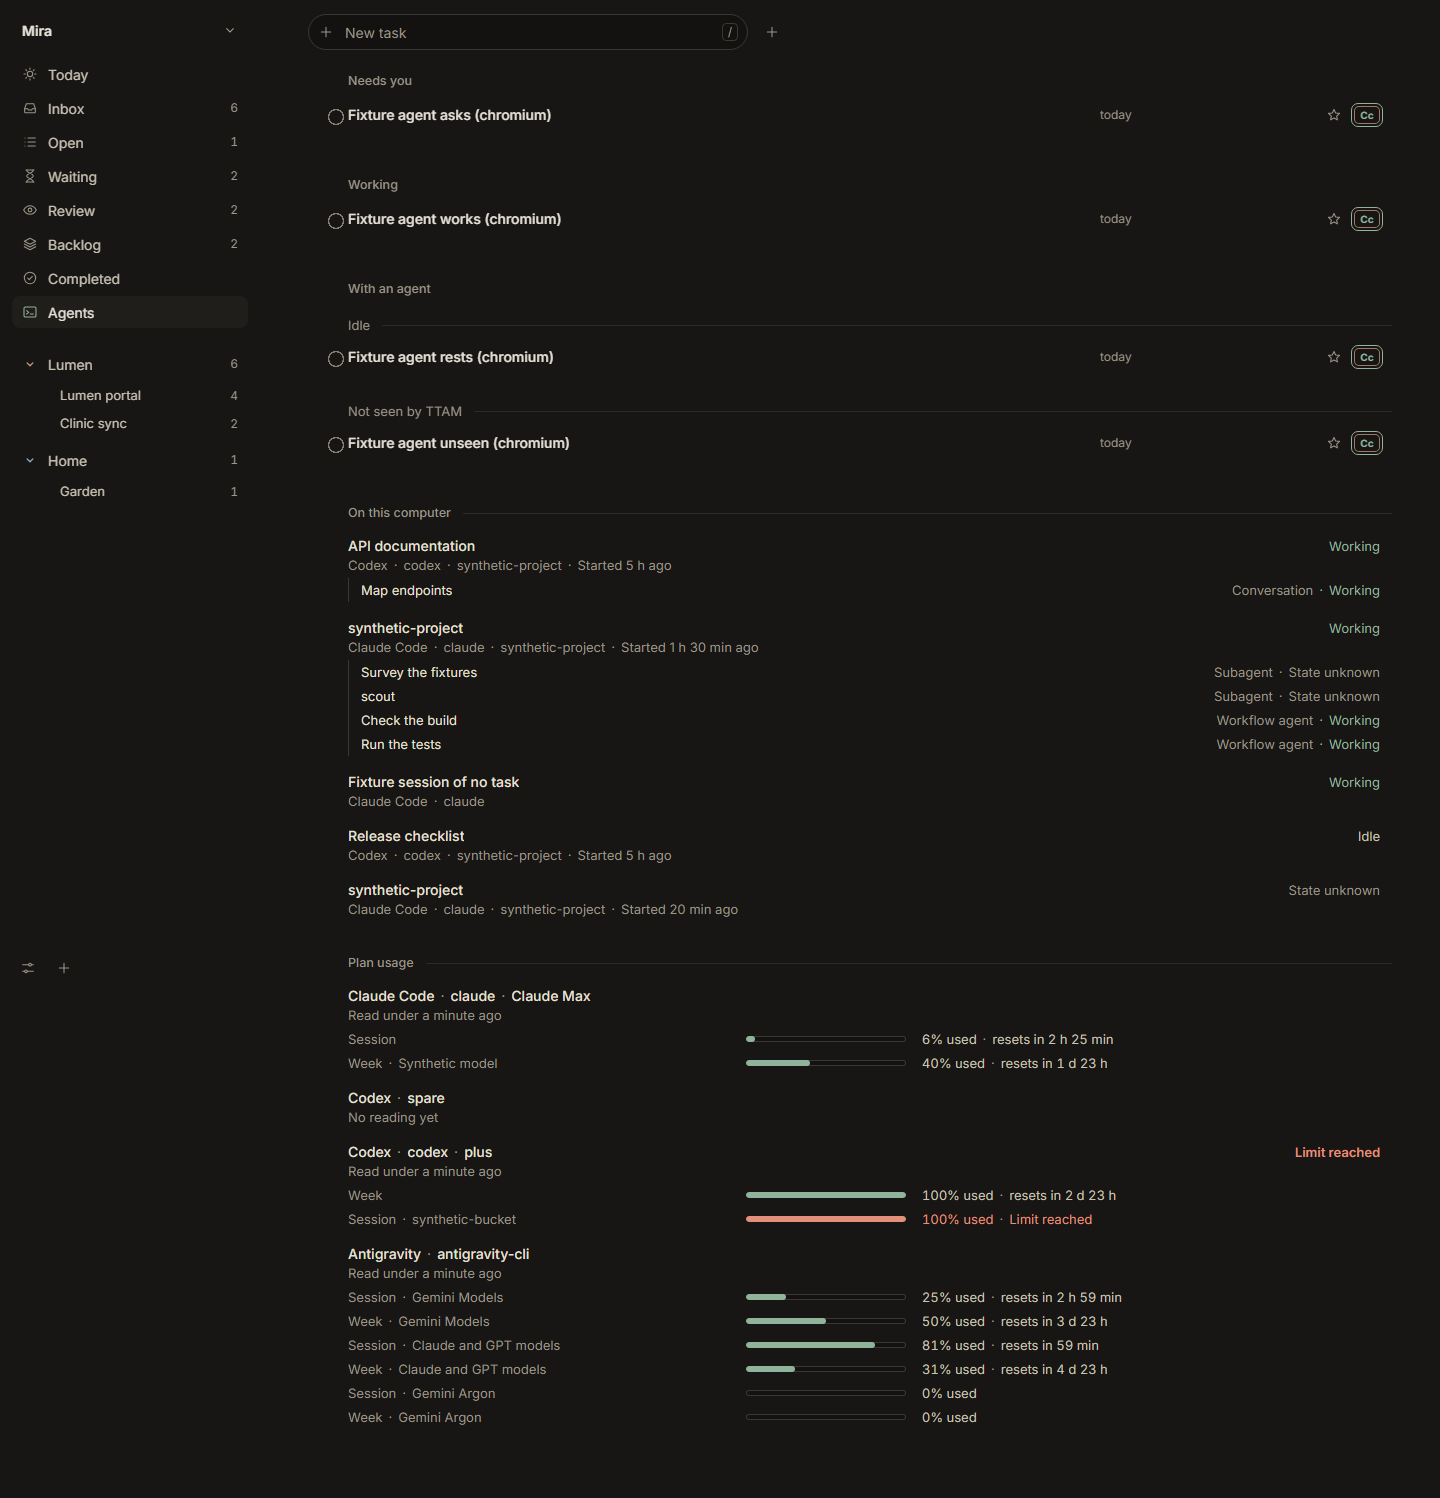 Mira
Today
Inbox 6
Open 1
Waiting 2
Review 2
Backlog 2
Completed
Agents
Lumen 6
Lumen portal 4
Clinic sync 2
Home 1
Garden 1
New task /
Needs you
Fixture agent asks (chromium) today Cc
Working
Fixture agent works (chromium) today Cc
With an agent
Idle
Fixture agent rests (chromium) today Cc
Not seen by TTAM
Fixture agent unseen (chromium) today Cc
On this computer
API documentation Working
Codex · codex · synthetic-project · Started 5 h ago
Map endpoints Conversation · Working
synthetic-project Working
Claude Code · claude · synthetic-project · Started 1 h 30 min ago
Survey the fixtures Subagent · State unknown
scout Subagent · State unknown
Check the build Workflow agent · Working
Run the tests Workflow agent · Working
Fixture session of no task Working
Claude Code · claude
Release checklist Idle
Codex · codex · synthetic-project · Started 5 h ago
synthetic-project State unknown
Claude Code · claude · synthetic-project · Started 20 min ago
Plan usage
Claude Code · claude · Claude Max
Read under a minute ago
Session 6% used · resets in 2 h 25 min
Week · Synthetic model 40% used · resets in 1 d 23 h
Codex · spare
No reading yet
Codex · codex · plus Limit reached
Read under a minute ago
Week 100% used · resets in 2 d 23 h
Session · synthetic-bucket 100% used · Limit reached
Antigravity · antigravity-cli
Read under a minute ago
Session · Gemini Models 25% used · resets in 2 h 59 min
Week · Gemini Models 50% used · resets in 3 d 23 h
Session · Claude and GPT models 81% used · resets in 59 min
Week · Claude and GPT models 31% used · resets in 4 d 23 h
Session · Gemini Argon 0% used
Week · Gemini Argon 0% used